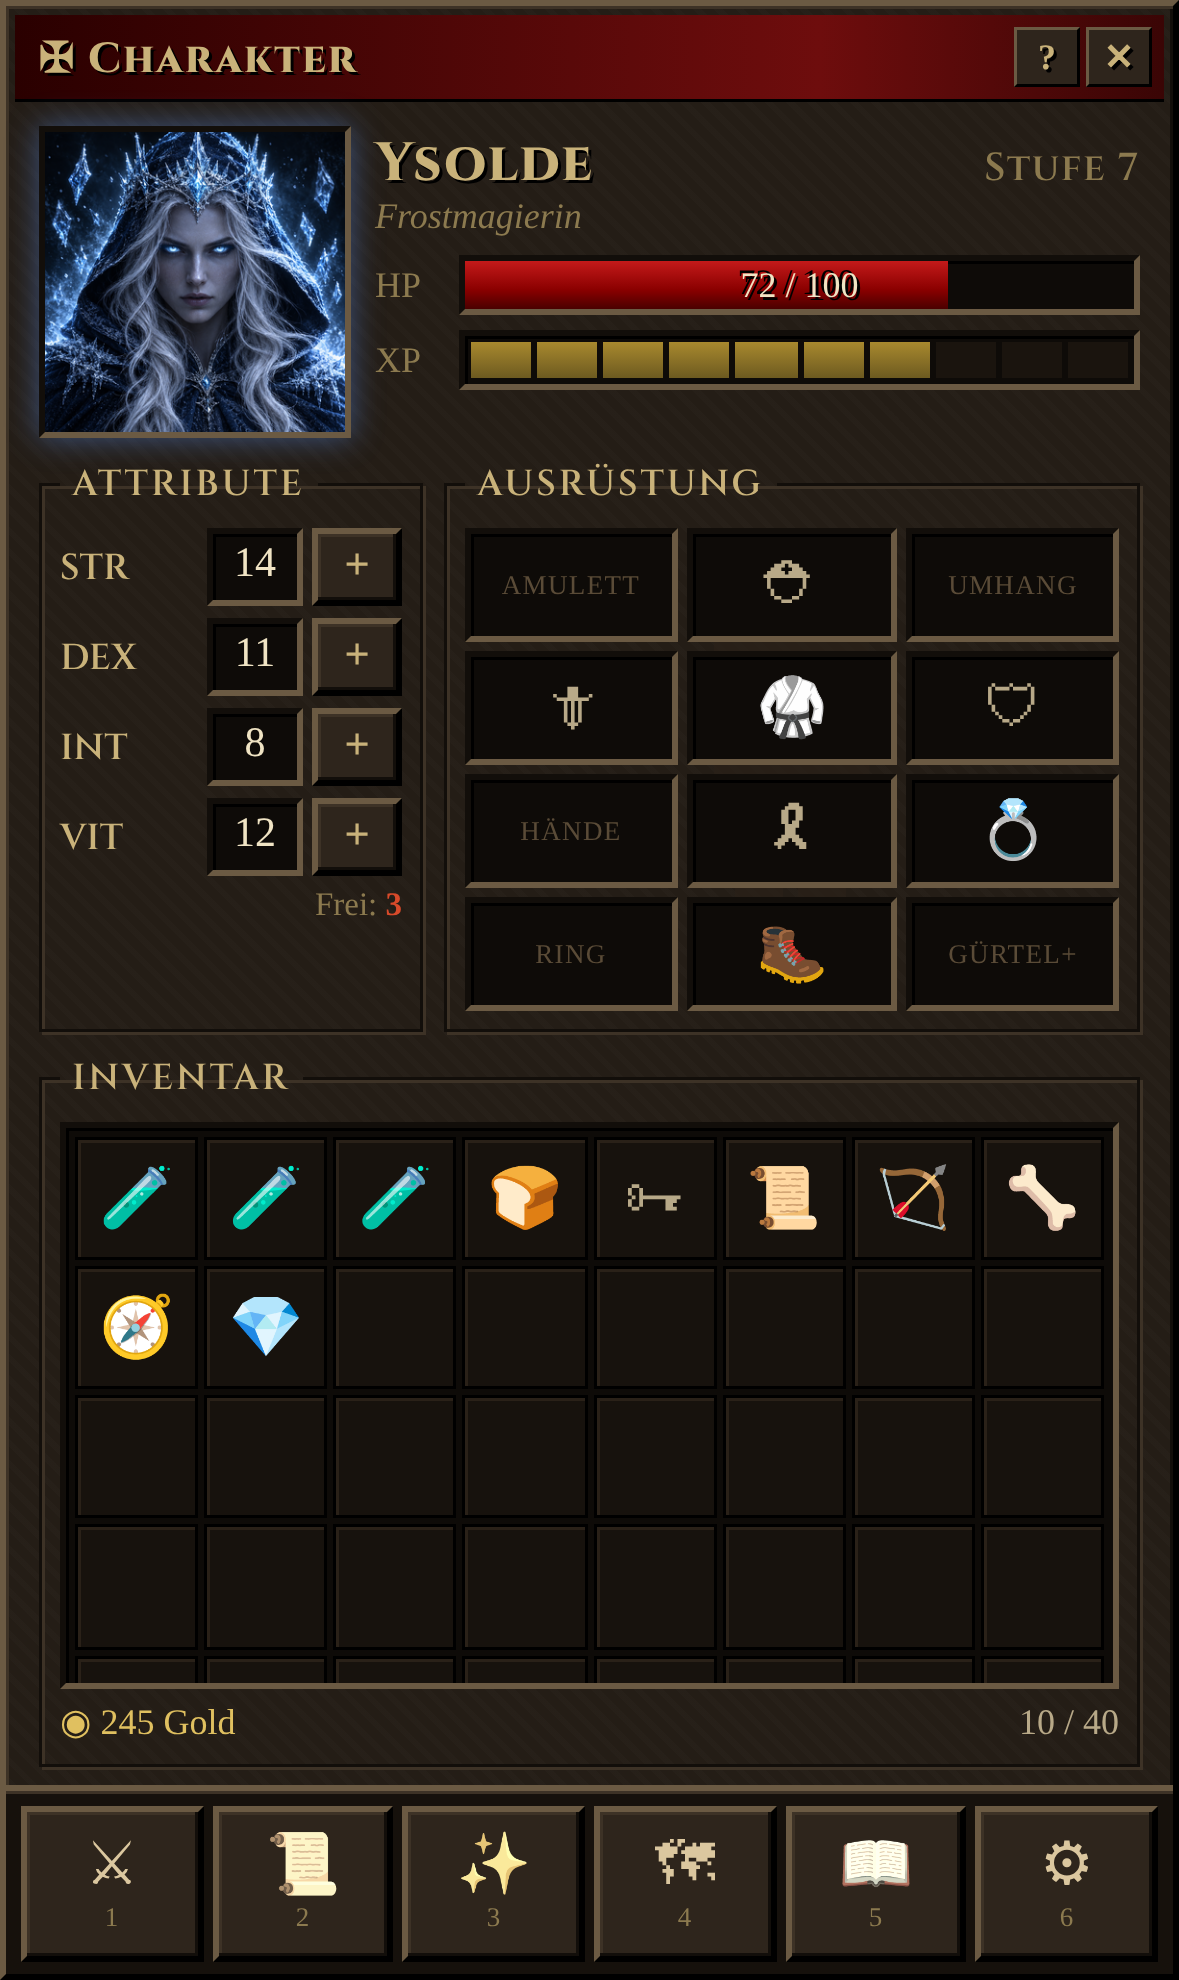 ✠ Charakter ? ✕
Ysolde Stufe 7
Frostmagierin
HP 72 / 100
XP
ATTRIBUTE
STR 14 +
DEX 11 +
INT 8 +
VIT 12 +
Frei: 3
AUSRÜSTUNG
AMULETT UMHANG
HÄNDE
RING GÜRTEL+
INVENTAR
245 Gold 10 / 40
1 2 3 4 5 6